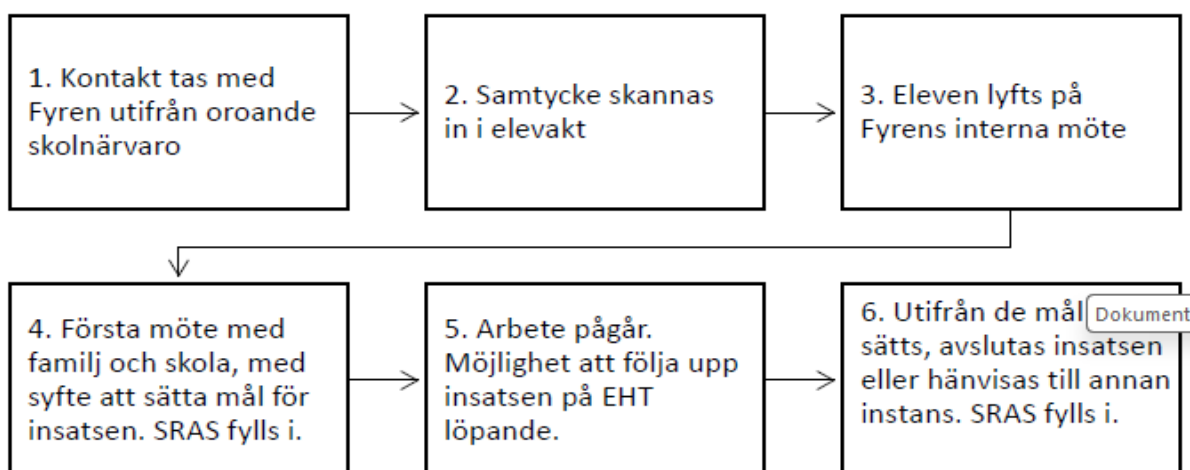 1. Kontakt tas med
Fyren utifrån oroande
skolnärvaro
2. Samtycke skannas
in i elevakt
3. Eleven lyfts på
Fyrens interna möte
4. Första möte med
familj och skola, med
syfte att sätta mål för
insatsen. SRAS fylls i.
5. Arbete pågår.
Möjlighet att följa upp
insatsen på EHT
löpande.
6. Utifrån de mål
Dokument
sätts, avslutas insatsen
eller hänvisas till annan
instans. SRAS fylls i.